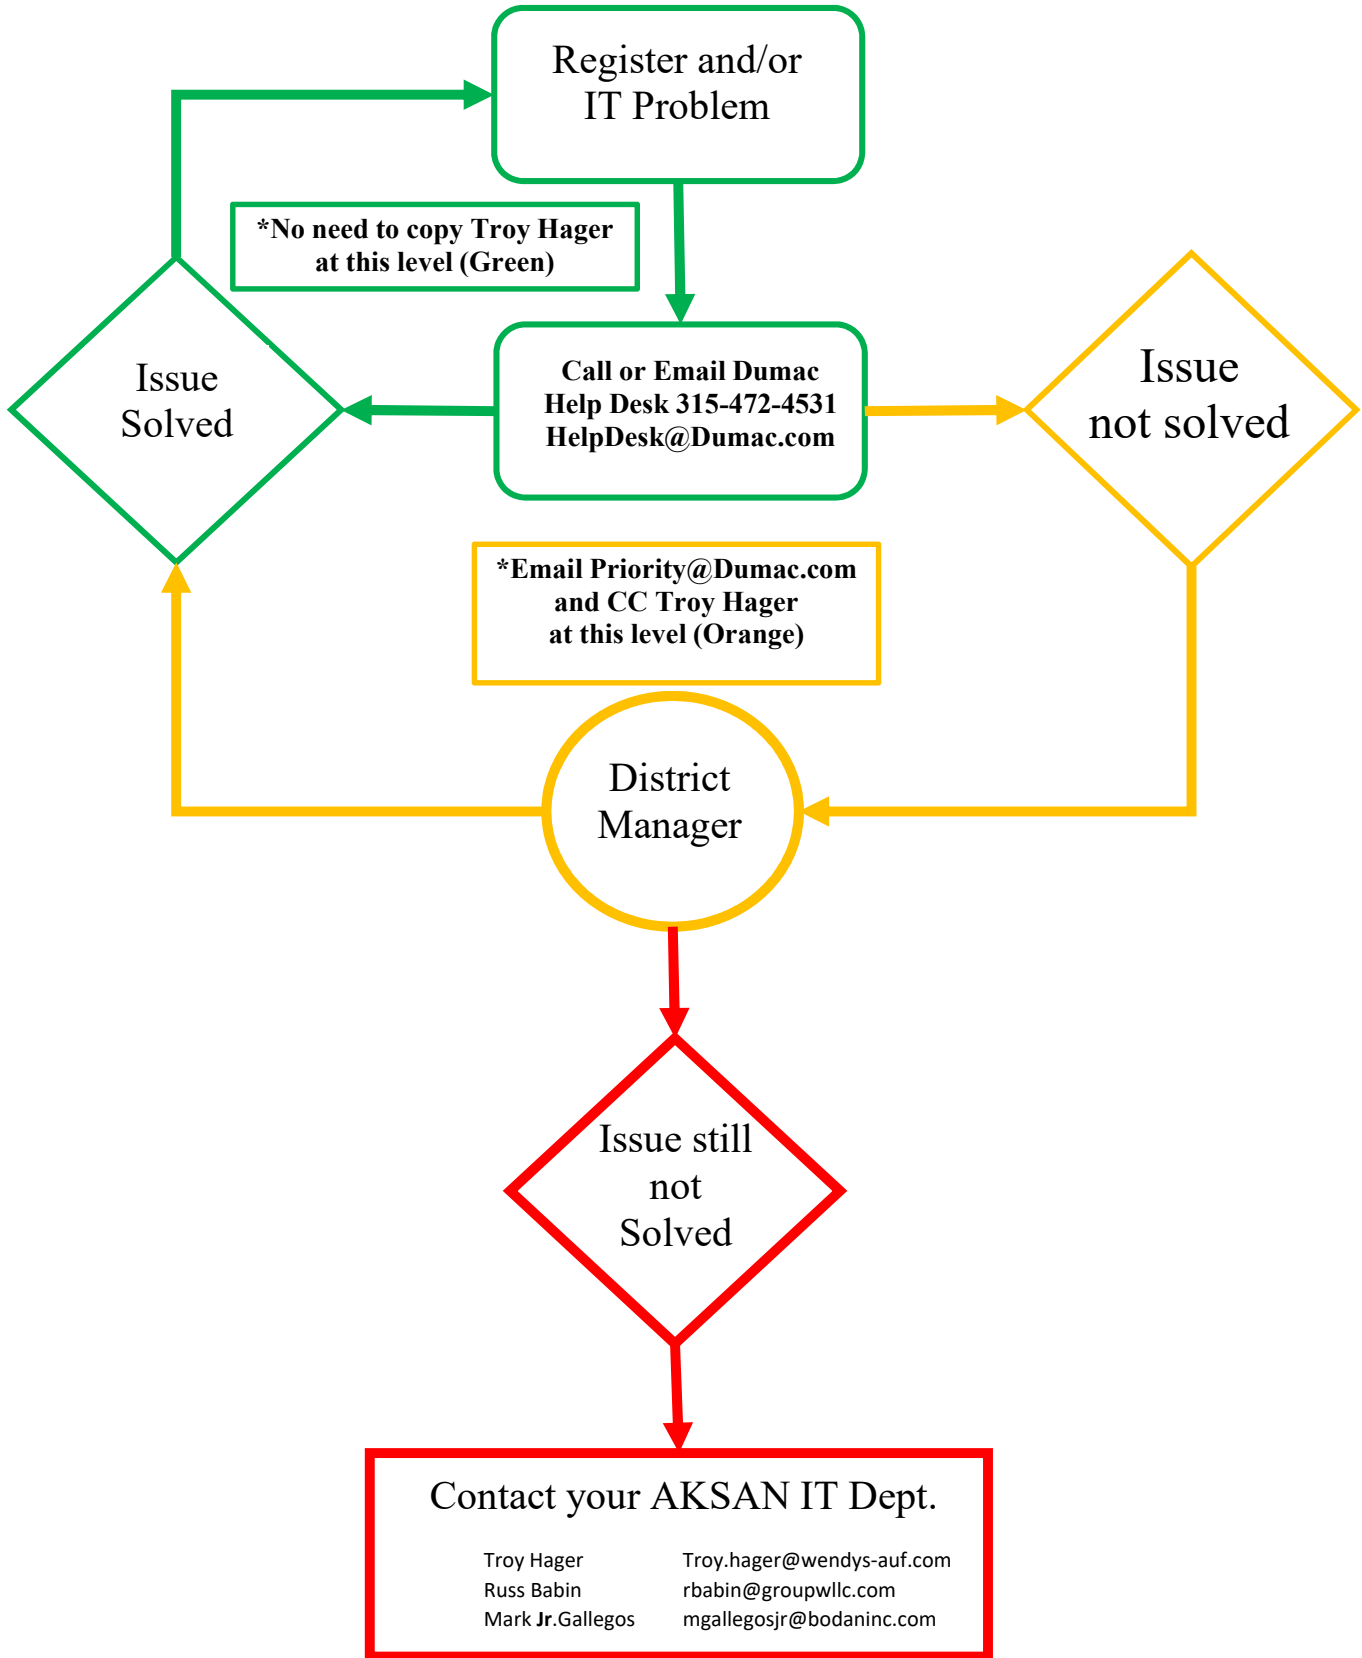 Register and/or
IT Problem
*No need to copy Troy Hager
at this level (Green)
Issue
Solved
Call or Email Dumac
Help Desk 315-472-4531
HelpDesk@Dumac.com
Issue
not solved
*Email Priority@Dumac.com
and CC Troy Hager
at this level (Orange)
District
Manager
Issue still
not
Solved
Contact your AKSAN IT Dept.
Troy Hager Troy.hager@wendys-auf.com
Russ Babin rbabin@groupwllc.com
Mark Jr.Gallegos mgallegosjr@bodaninc.com